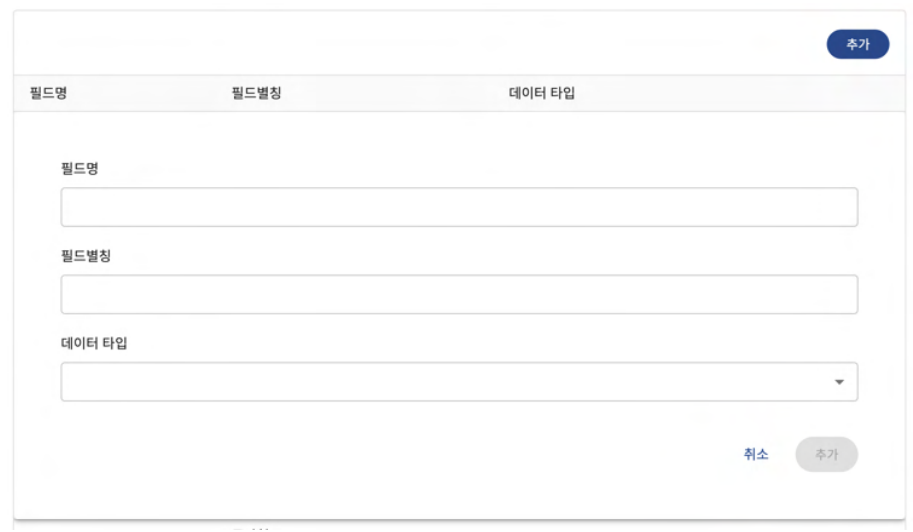 추가
필드명 필드별칭 데이터 타입
필드명
필드별칭
데이터 타입
취소 추가